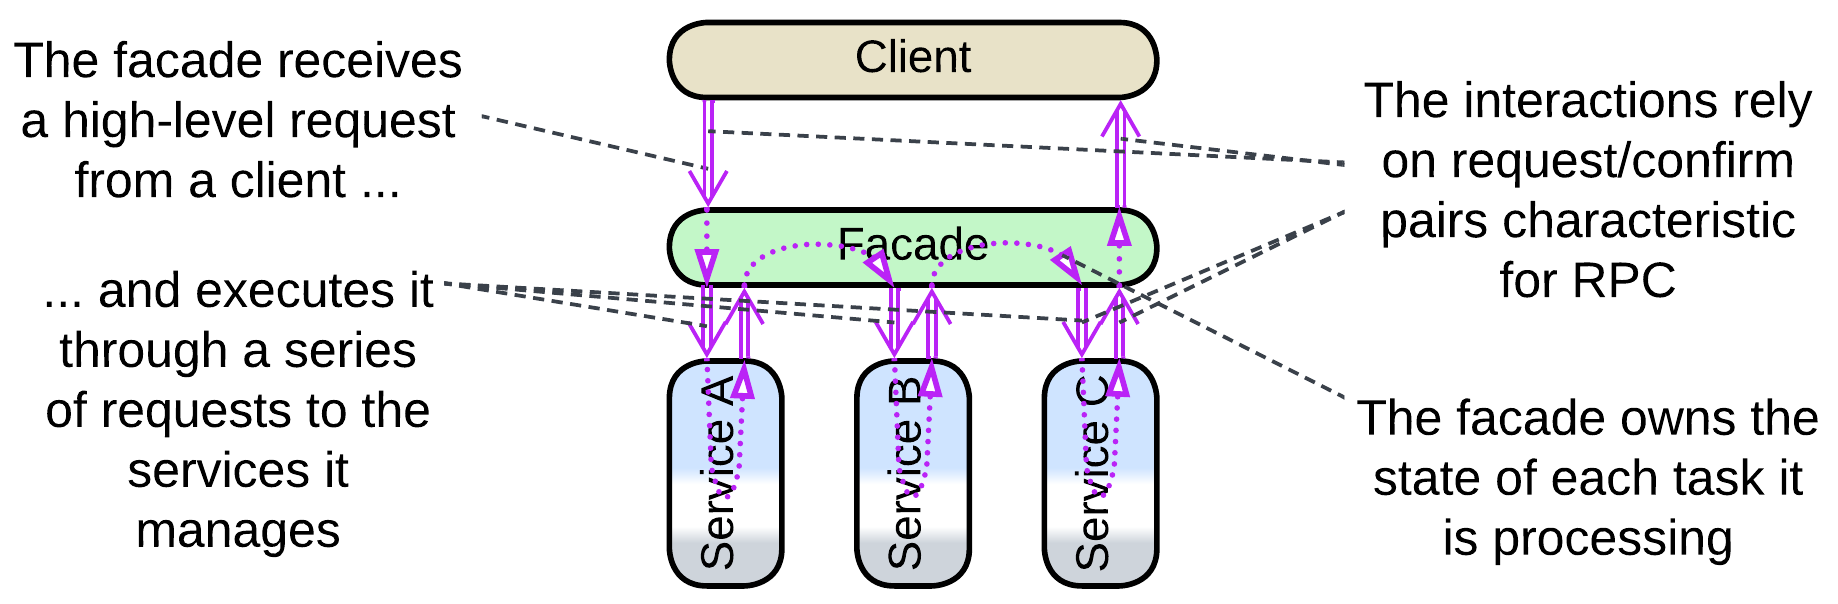 The facade receives
a high-level request
from a client ...
... and executes it
through a series
of requests to the
services it
manages
Client
Facade
Service A
Service B
Service C
The interactions rely
on request/confirm
pairs characteristic
for RPC
The facade owns the
state of each task it
is processing